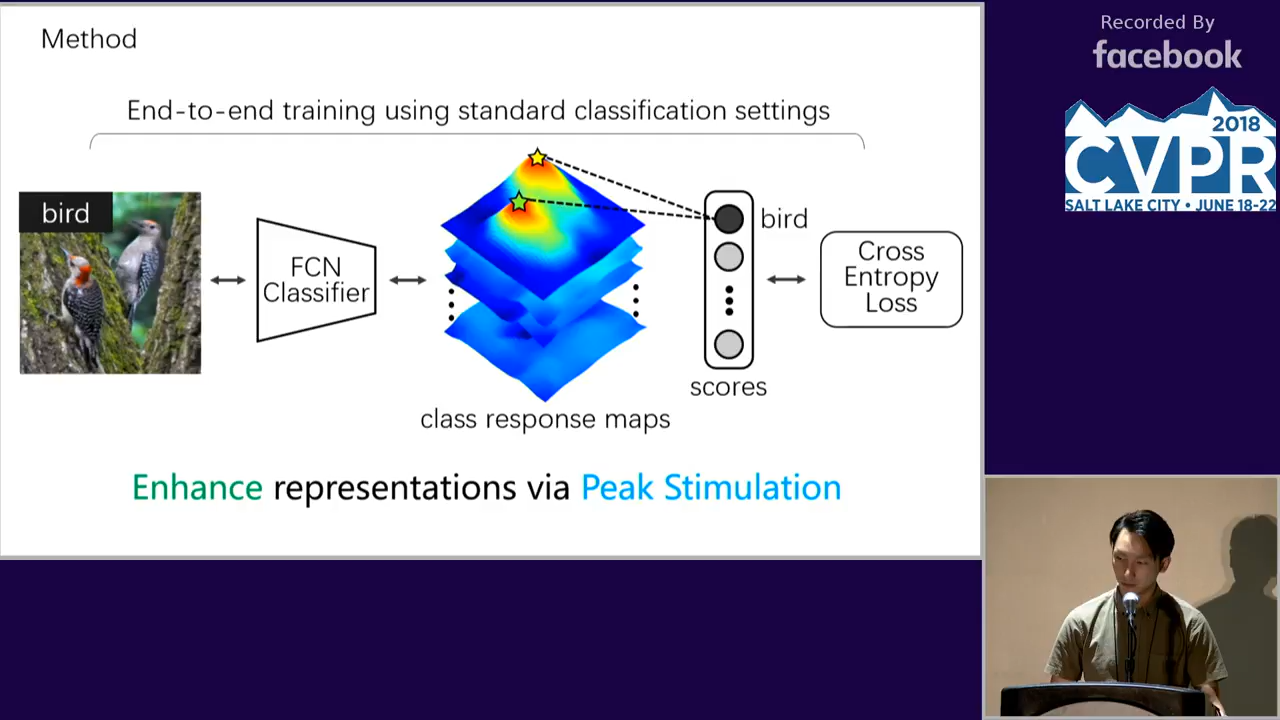 Method
End-to-end training using standard classification settings
bird
FCN
Classifier
bird
Cross
Entropy
Loss
scores
class response maps
Enhance representations via Peak Stimulation
Recorded By
facebook
2018
CVPR
SALT LAKE CITY • JUNE 18-22